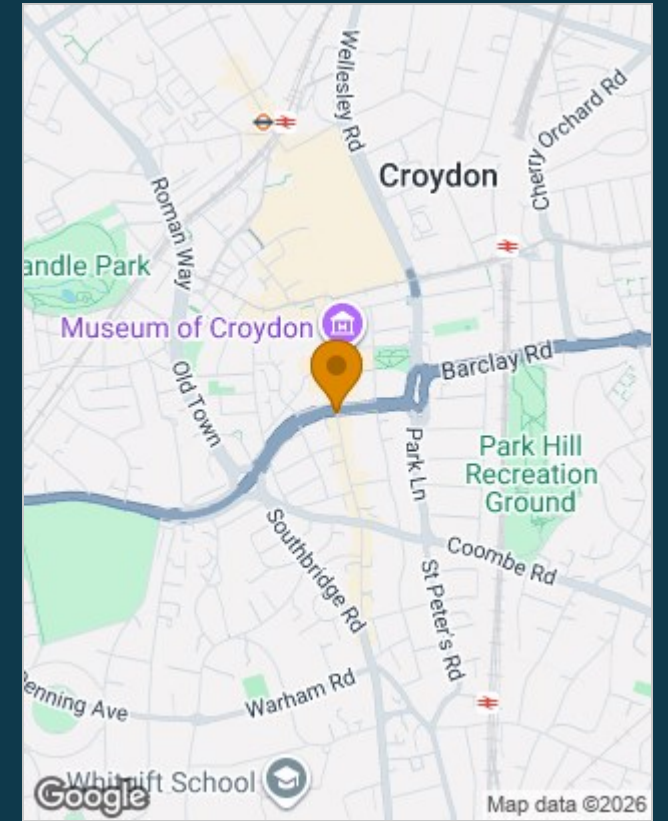 Wellesley Rd
Cherry Orchard Rd
Croydon
Roman Way
andle Park
Museum of Croydon
Barclay Rd
Old Town
Park Ln
Park Hill
Recreation
Ground
Southbridge Rd
Coombe Rd
St Peter's Rd
Warham Rd
enning Ave
Whitgift School
Google
Map data ©2026